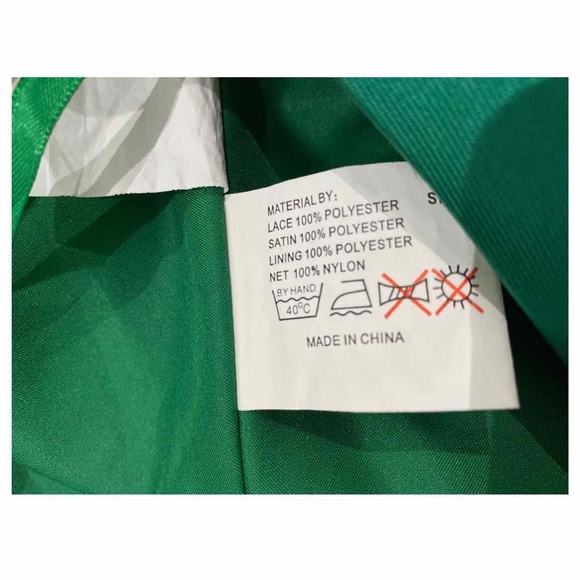 MATERIAL BY:
LACE 100% POLYESTER
SATIN 100% POLYESTER
LINING 100% POLYESTER
NET 100% NYLON
BY HAND
40°C
MADE IN CHINA